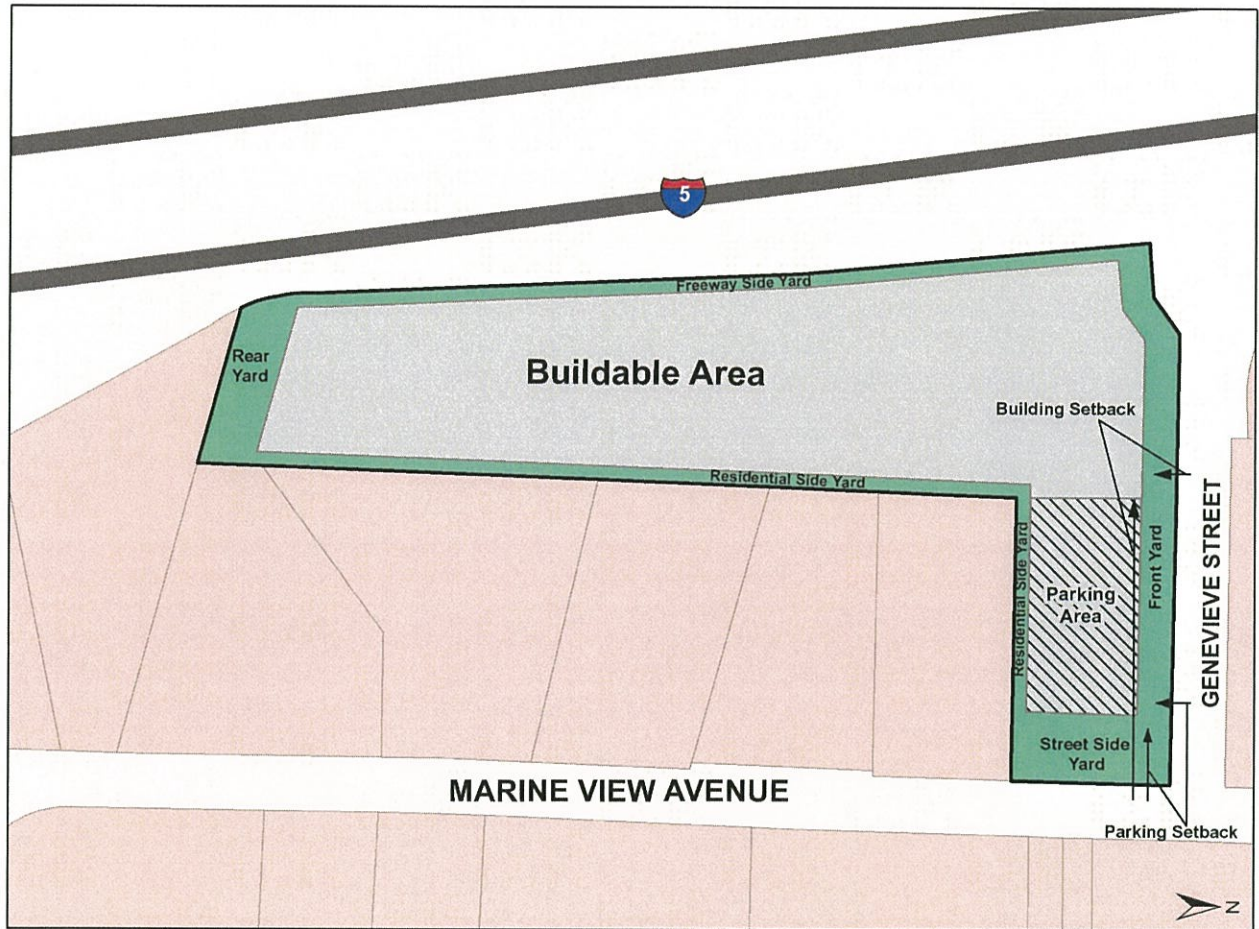 5
Freeway Side Yard
Rear
Yard
Buildable Area
Building Setback
Residential Side Yard
GENEVIEVE STREET
Front Yard
Residential Side Yard
Parking
Area
Street Side
Yard
MARINE VIEW AVENUE
Parking Setback
N